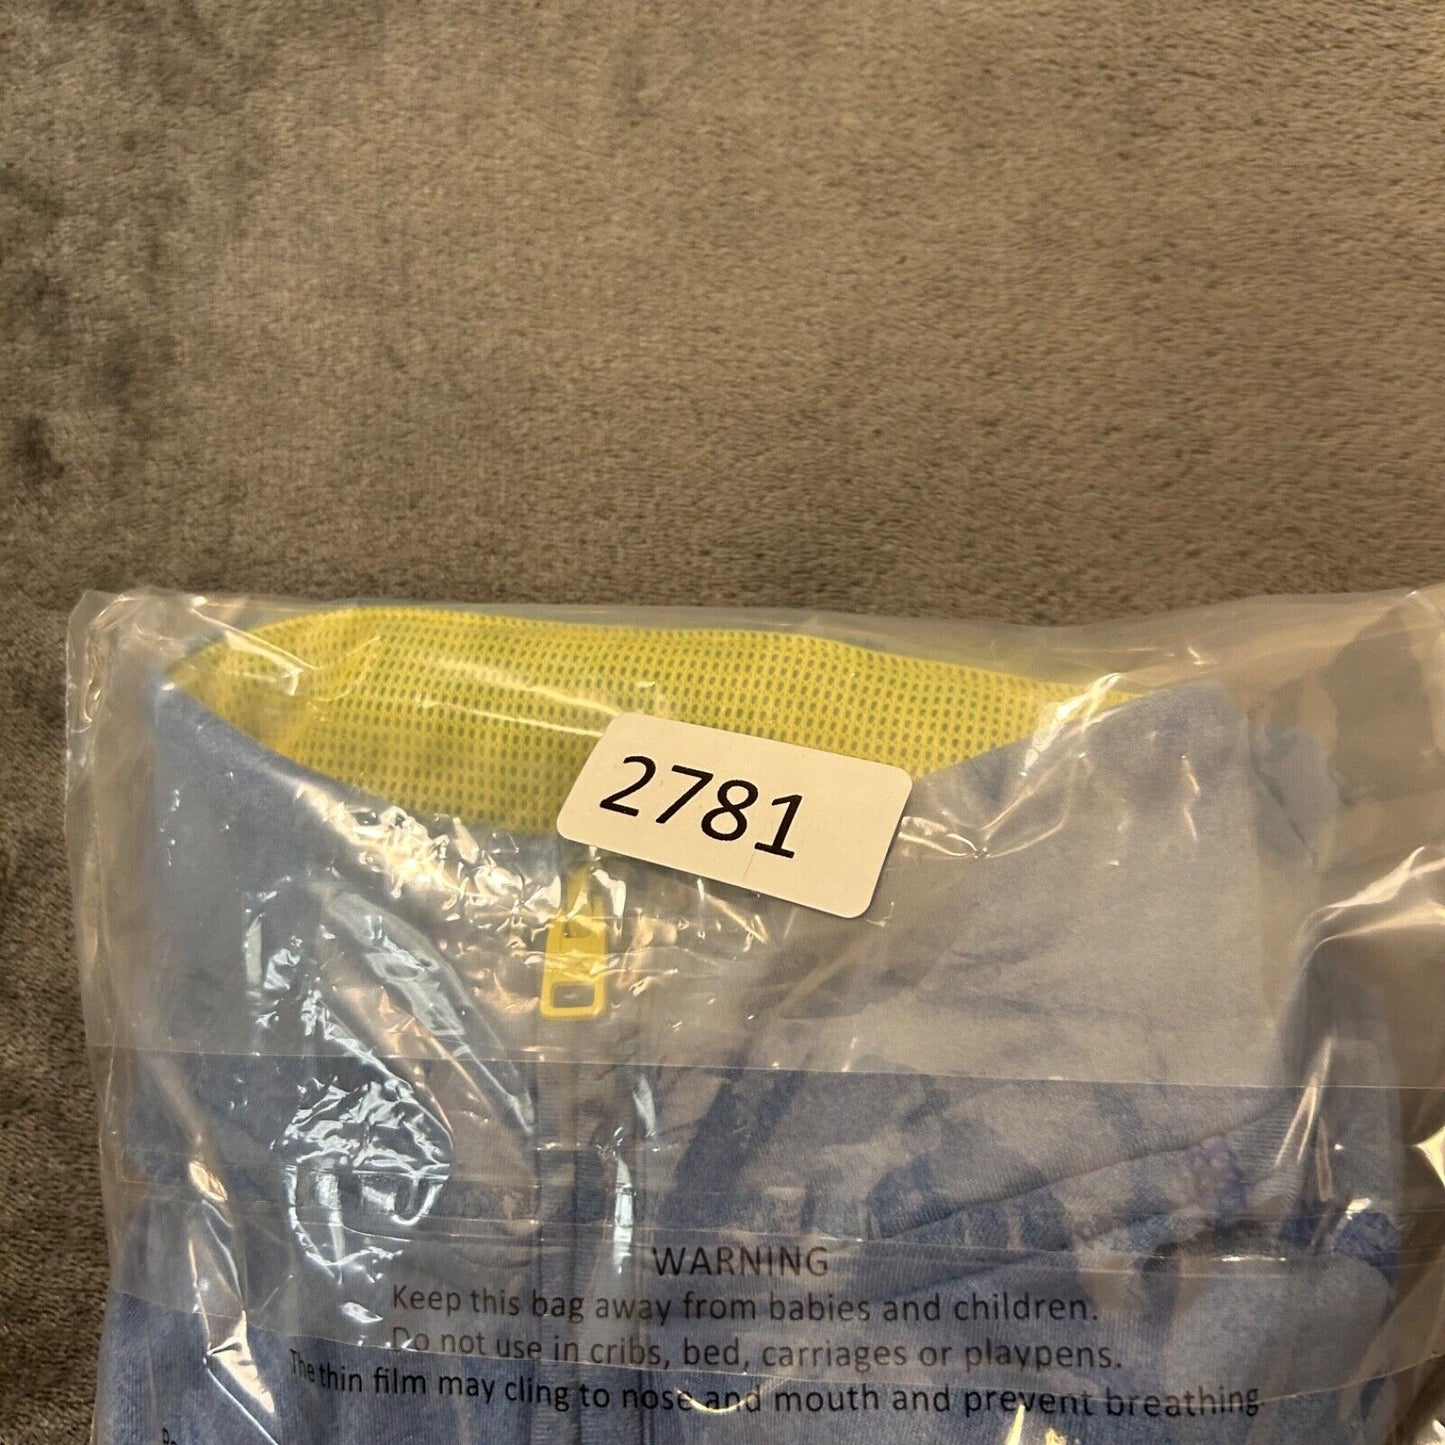 2781
WARNING
Keep this bag away from babies and children.
Do not use in cribs, bed, carriages or playpens.
The thin film may cling to nose and mouth and prevent breathing